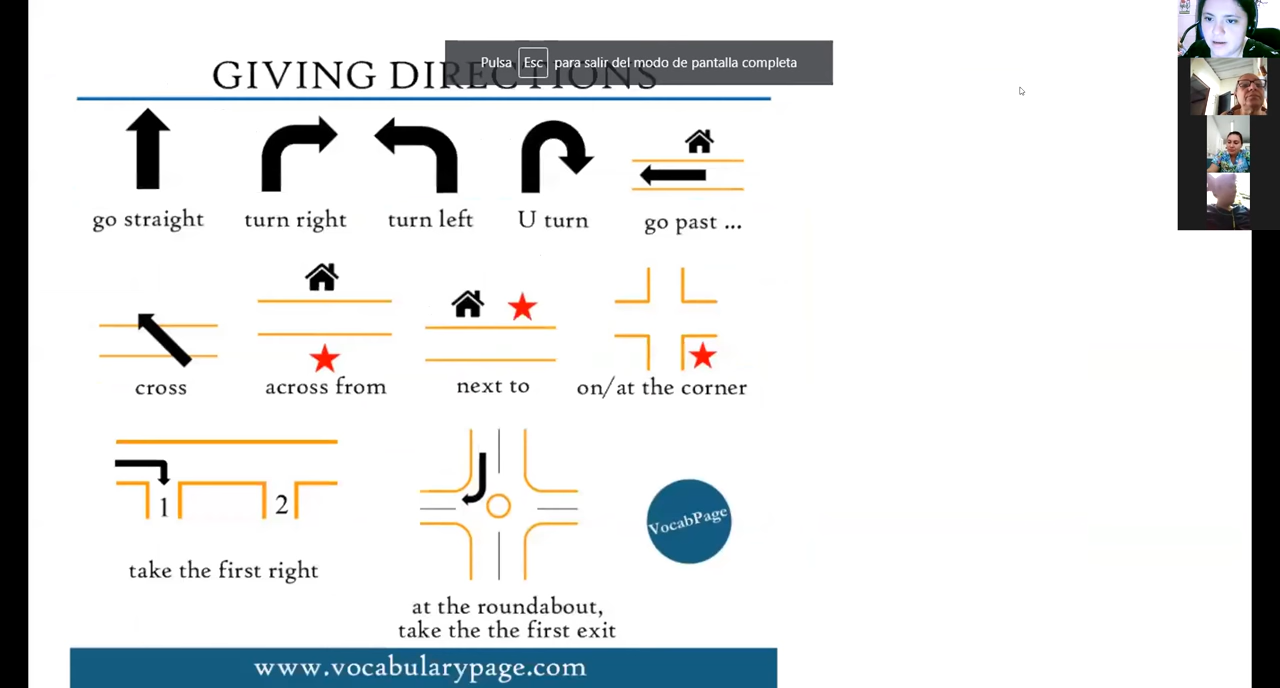 Pulsa Esc para salir del modo de pantalla completa
GIVING DIRECTIONS
go straight
turn right
turn left
U turn
go past ...
cross
across from
next to
on/at the corner
1
2
take the first right
at the roundabout,
take the the first exit
VocabPage
www.vocabularypage.com